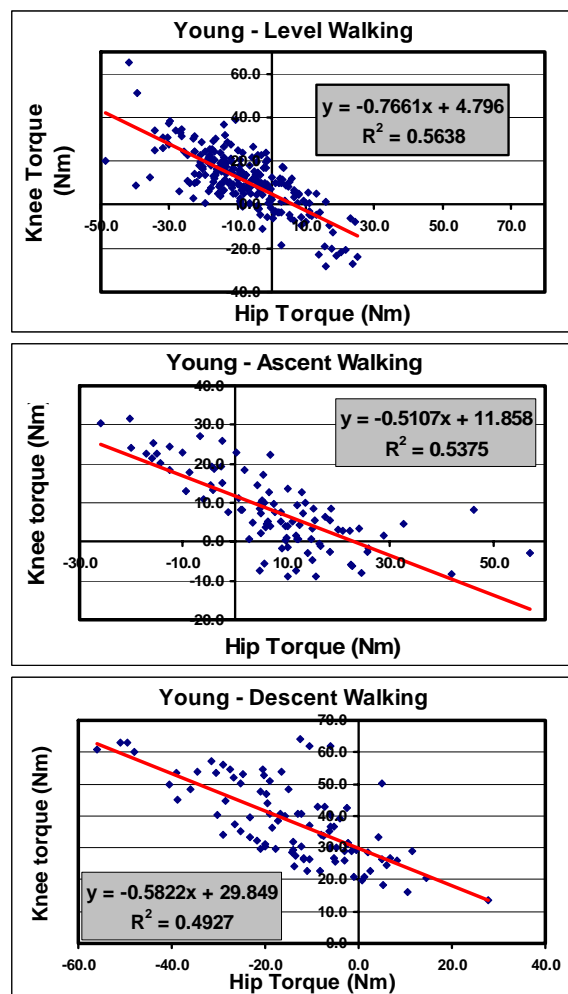 Young - Level Walking
60.0
40.0
20.0
0.0
-50.0 -30.0 -10.0 10.0 30.0 50.0 70.0
-20.0
-40.0
y = -0.7661x + 4.796
R² = 0.5638
Knee Torque
(Nm)
Hip Torque (Nm)
Young - Ascent Walking
40.0
30.0
20.0
10.0
0.0
-30.0 -10.0 10.0 30.0 50.0
-10.0
-20.0
y = -0.5107x + 11.858
R² = 0.5375
Knee torque (Nm)
Hip Torque (Nm)
Young - Descent Walking
70.0
60.0
50.0
40.0
30.0
20.0
10.0
0.0
y = -0.5822x + 29.849
R² = 0.4927
-60.0 -40.0 -20.0 0.0 20.0 40.0
Knee torque (Nm)
Hip Torque (Nm)